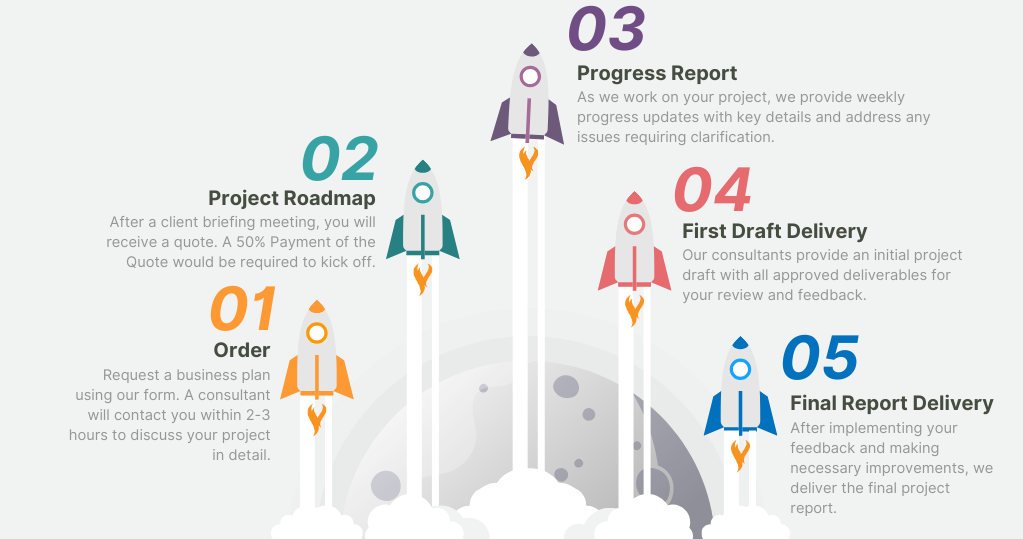 01
Order
Request a business plan
using our form. A consultant
will contact you within 2-3
hours to discuss your project
in detail.
02
Project Roadmap
After a client briefing meeting, you will
receive a quote. A 50% Payment of the
Quote would be required to kick off.
03
Progress Report
As we work on your project, we provide weekly
progress updates with key details and address any
issues requiring clarification.
04
First Draft Delivery
Our consultants provide an initial project
draft with all approved deliverables for
your review and feedback.
05
Final Report Delivery
After implementing your
feedback and making
necessary improvements, we
deliver the final project
report.